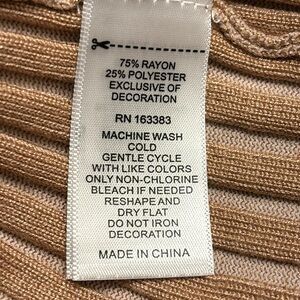 75% RAYON
25% POLYESTER
EXCLUSIVE OF
DECORATION
RN 163383
MACHINE WASH
COLD
GENTLE CYCLE
WITH LIKE COLORS
ONLY NON-CHLORINE
BLEACH IF NEEDED
RESHAPE AND
DRY FLAT
DO NOT IRON
DECORATION
MADE IN CHINA